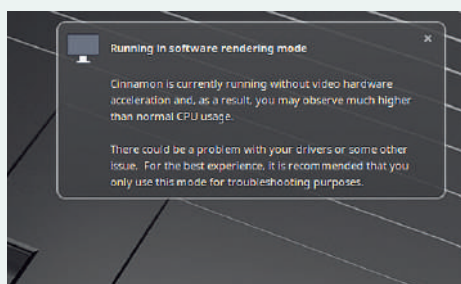 Running in software rendering mode
Cinnamon is currently running without video hardware
acceleration and, as a result, you may observe much higher
than normal CPU usage.
There could be a problem with your drivers or some other
issue. For the best experience, it is recommended that you
only use this mode for troubleshooting purposes.